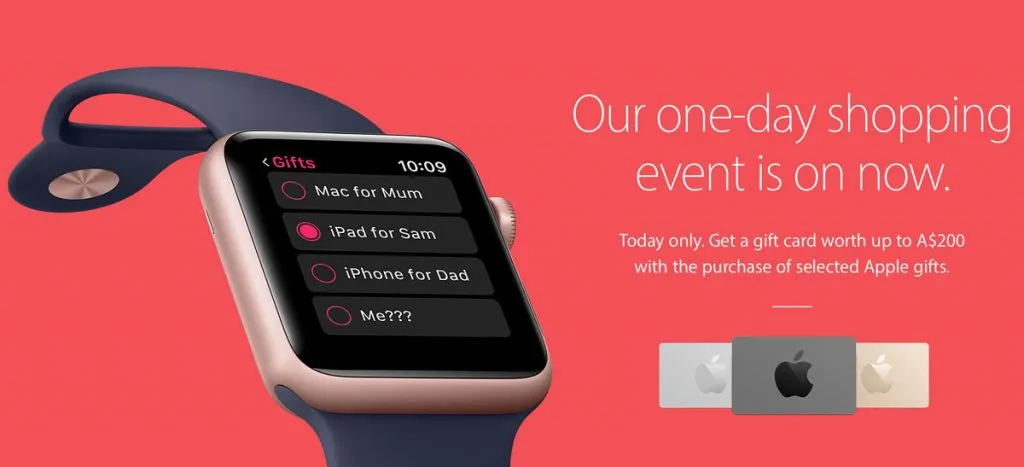 < Gifts 10:09
Mac for Mum
iPad for Sam
iPhone for Dad
Me???
Our one-day shopping
event is on now.
Today only. Get a gift card worth up to A$200
with the purchase of selected Apple gifts.